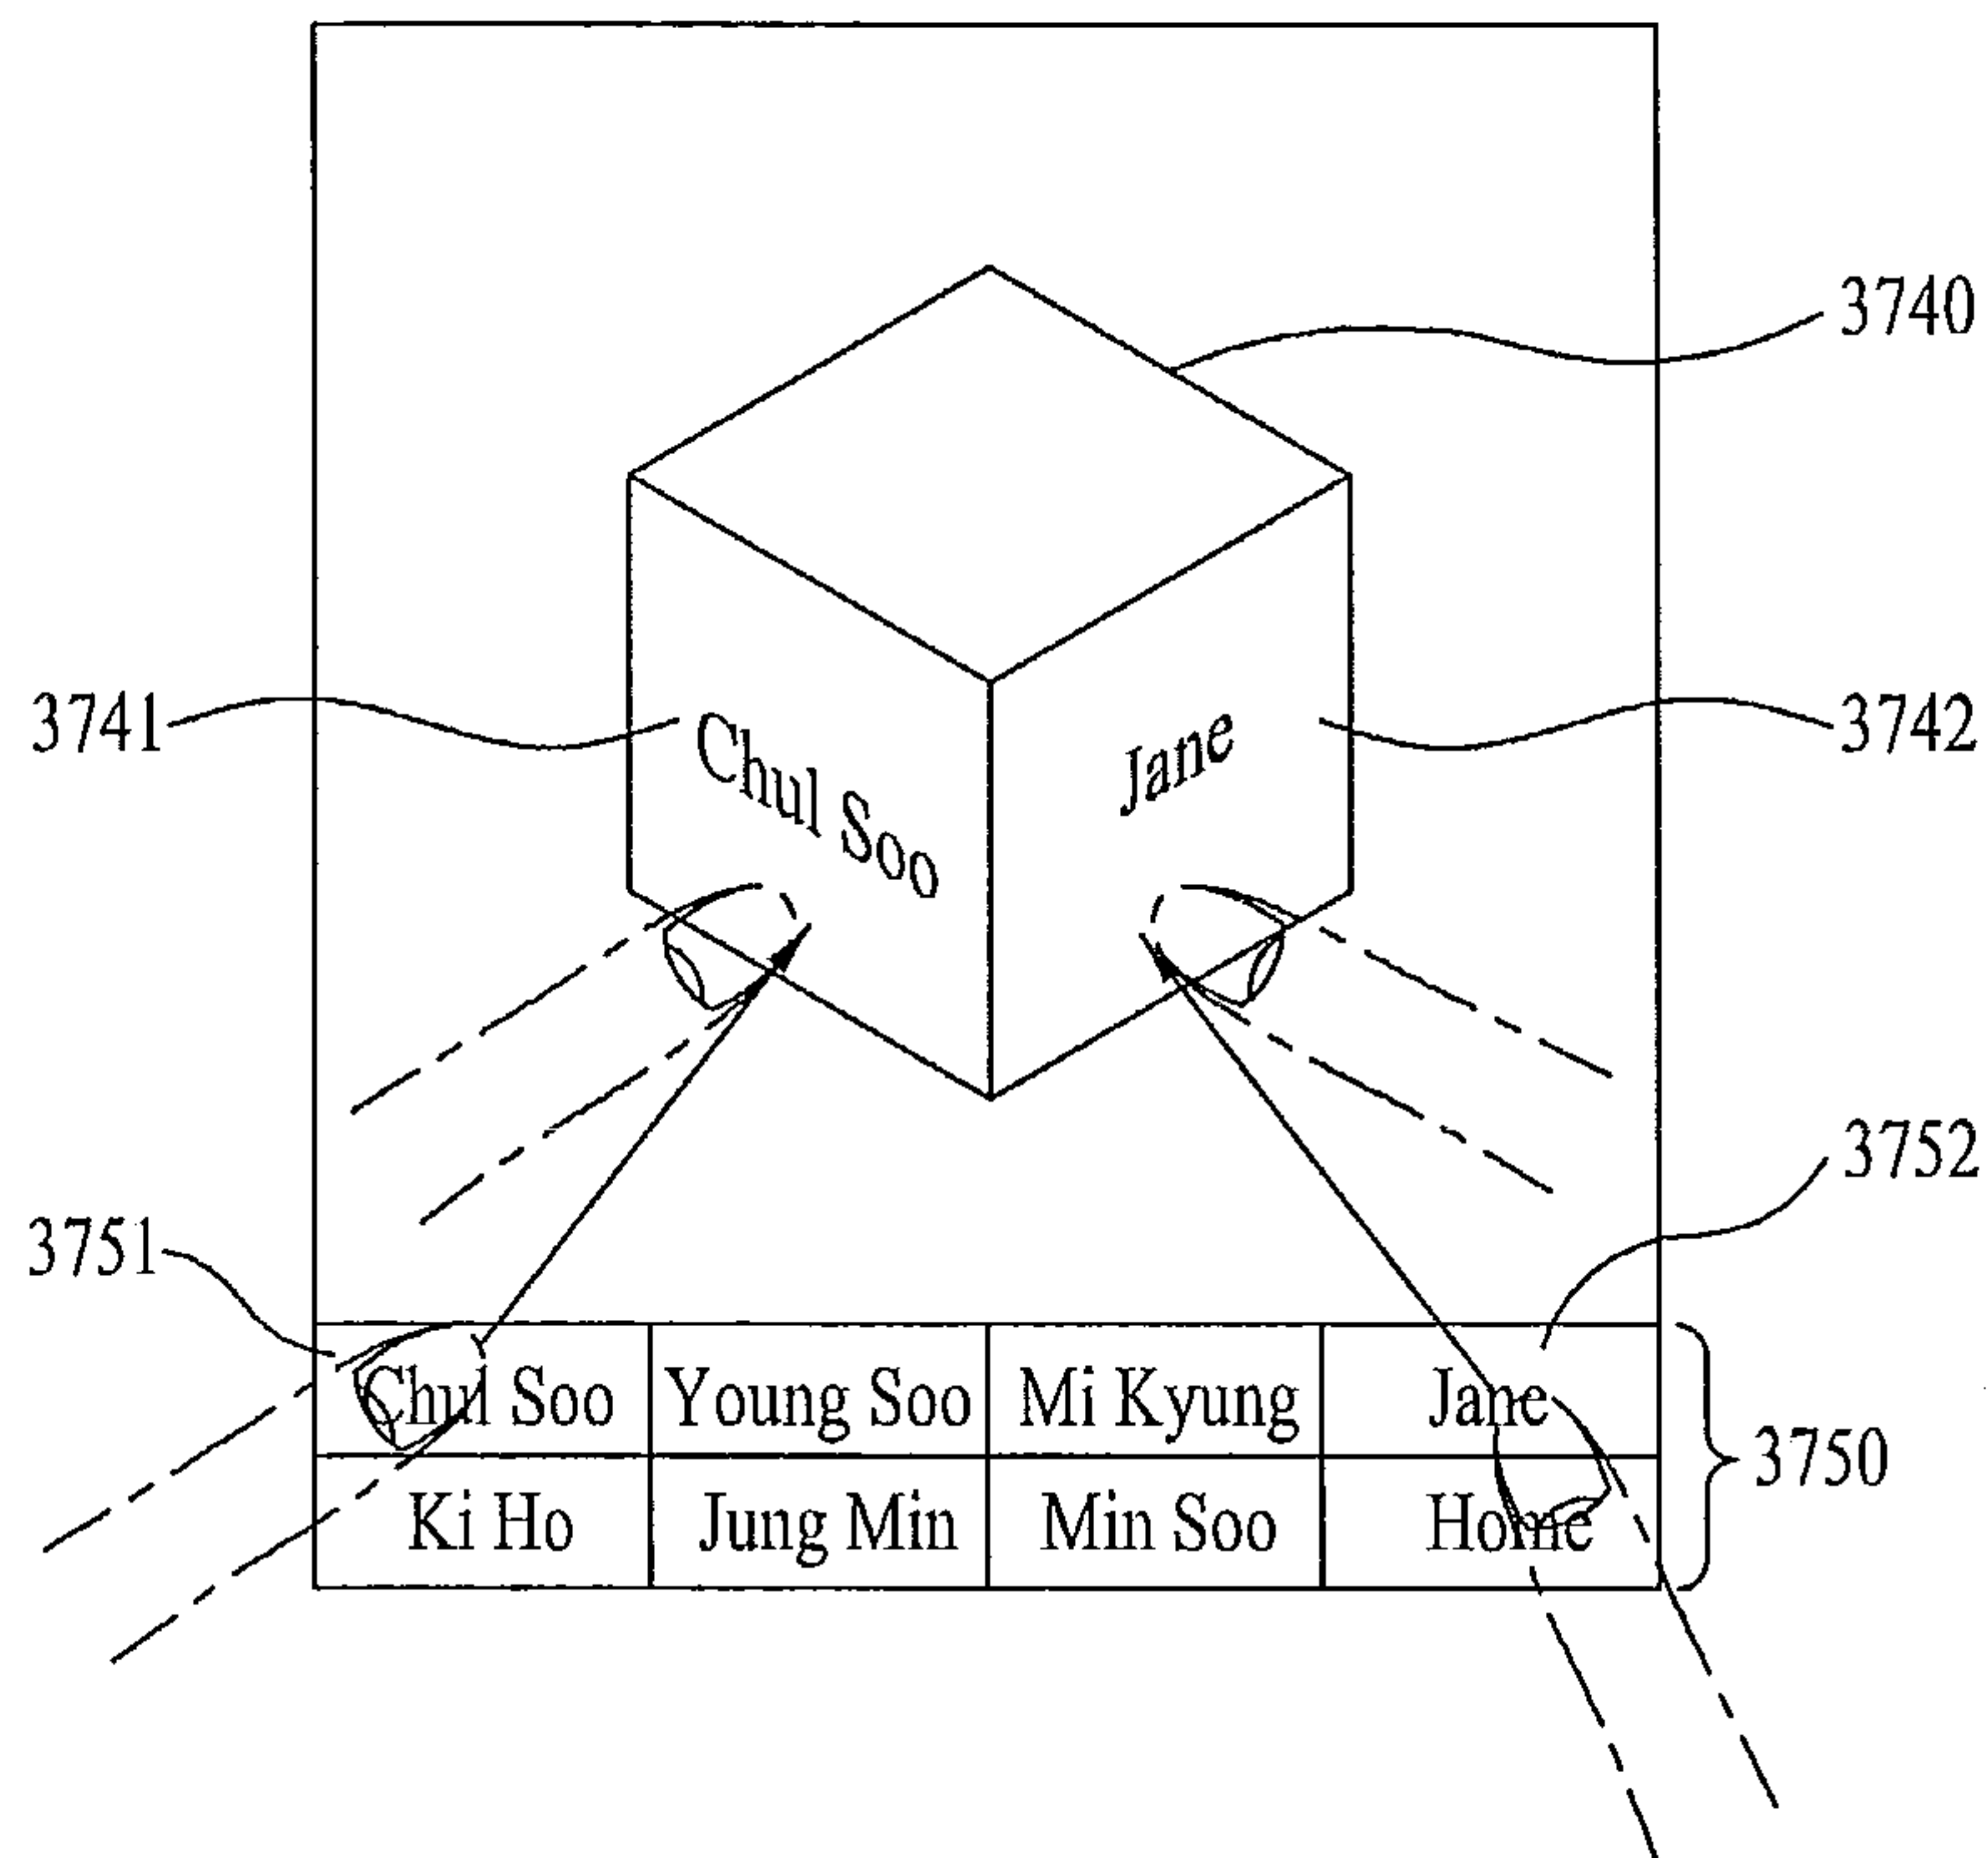 3740
3741
Chul Soo
Jane
3742
3752
3751
Chul Soo Young Soo Mi Kyung Jane
3750
Ki Ho Jung Min Min Soo Home